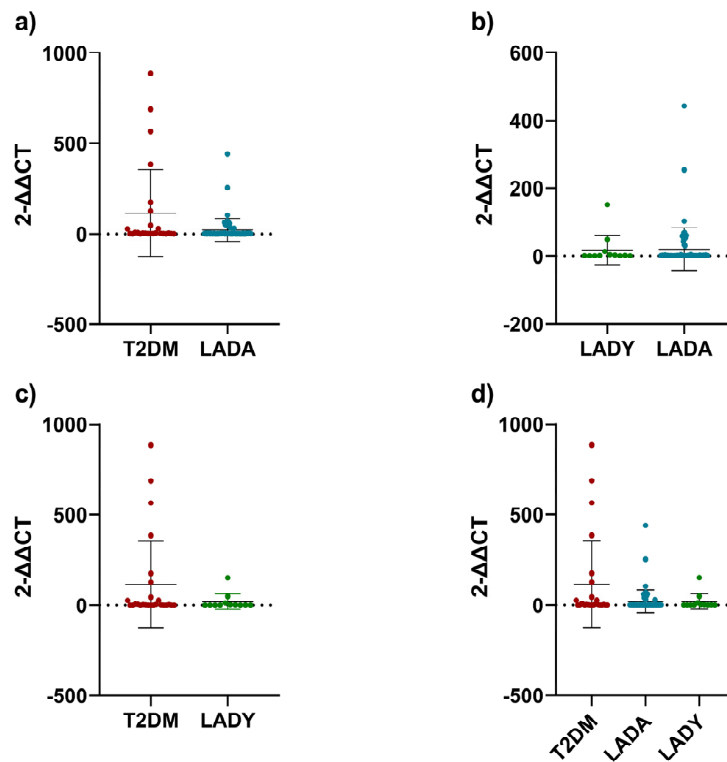 a)
1000
500
0
-500
2-ΔΔCT
T2DM LADA
b)
600
400
200
0
-200
2-ΔΔCT
LADY LADA
c)
1000
500
0
-500
2-ΔΔCT
T2DM LADY
d)
1000
500
0
-500
2-ΔΔCT
T2DM
LADA
LADY